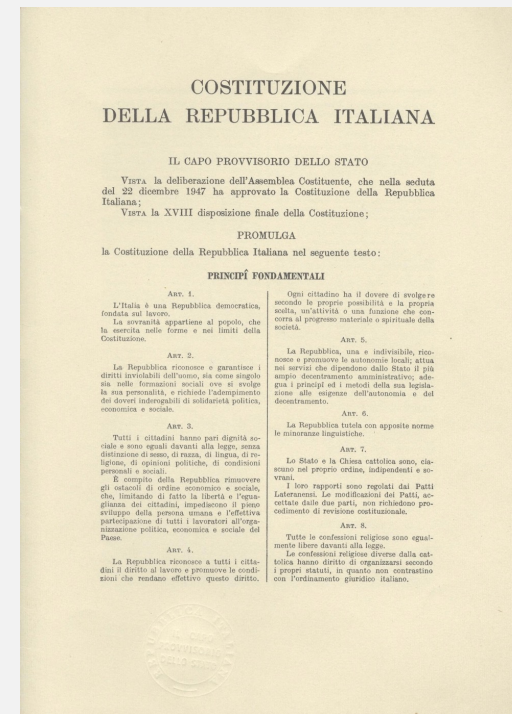 COSTITUZIONE
DELLA REPUBBLICA ITALIANA
IL CAPO PROVVISORIO DELLO STATO
VISTA la deliberazione dell'Assemblea Costituente, che nella seduta
del 22 dicembre 1947 ha approvato la Costituzione della Repubblica
Italiana;
VISTA la XVIII disposizione finale della Costituzione;
PROMULGA
la Costituzione della Repubblica Italiana nel seguente testo:
PRINCIPÎ FONDAMENTALI
ART. 1.
L'Italia è una Repubblica democratica,
fondata sul lavoro.
La sovranità appartiene al popolo, che
la esercita nelle forme e nei limiti della
Costituzione.
ART. 2.
La Repubblica riconosce e garantisce i
diritti inviolabili dell'uomo, sia come singolo
sia nelle formazioni sociali ove si svolge
la sua personalità, e richiede l'adempimento
dei doveri inderogabili di solidarietà politica,
economica e sociale.
ART. 3.
Tutti i cittadini hanno pari dignità so-
ciale e sono eguali davanti alla legge, senza
distinzione di sesso, di razza, di lingua, di re-
ligione, di opinioni politiche, di condizioni
personali e sociali.
È compito della Repubblica rimuovere
gli ostacoli di ordine economico e sociale,
che, limitando di fatto la libertà e l'egua-
glianza dei cittadini, impediscono il pieno
sviluppo della persona umana e l'effettiva
partecipazione di tutti i lavoratori all'orga-
nizzazione politica, economica e sociale del
Paese.
ART. 4.
La Repubblica riconosce a tutti i citta-
dini il diritto al lavoro e promuove le condi-
zioni che rendano effettivo questo diritto.
Ogni cittadino ha il dovere di svolgere
secondo le proprie possibilità e la propria
scelta, un'attività o una funzione che con-
corra al progresso materiale o spirituale della
società.
ART. 5.
La Repubblica, una e indivisibile, rico-
nosce e promuove le autonomie locali; attua
nei servizi che dipendono dallo Stato il più
ampio decentramento amministrativo; ade-
gua i principî ed i metodi della sua legisla-
zione alle esigenze dell'autonomia e del
decentramento.
ART. 6.
La Repubblica tutela con apposite norme
le minoranze linguistiche.
ART. 7.
Lo Stato e la Chiesa cattolica sono, cia-
scuno nel proprio ordine, indipendenti e so-
vrani.
I loro rapporti sono regolati dai Patti
Lateranensi. Le modificazioni dei Patti, ac-
cettate dalle due parti, non richiedono pro-
cedimento di revisione costituzionale.
ART. 8.
Tutte le confessioni religiose sono egual-
mente libere davanti alla legge.
Le confessioni religiose diverse dalla cat-
tolica hanno diritto di organizzarsi secondo
i propri statuti, in quanto non contrastino
con l'ordinamento giuridico italiano.